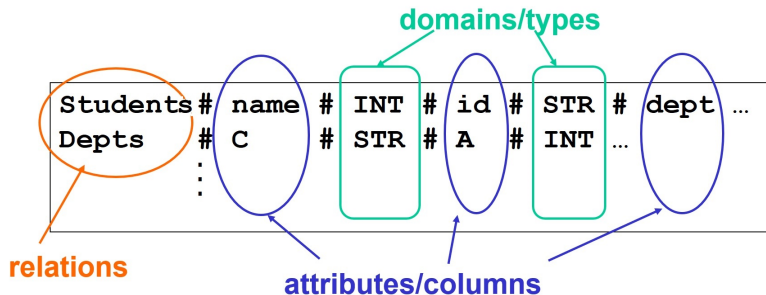 domains/types
Students # name # INT # id # STR # dept …
Depts # C # STR # A # INT …
relations
attributes/columns